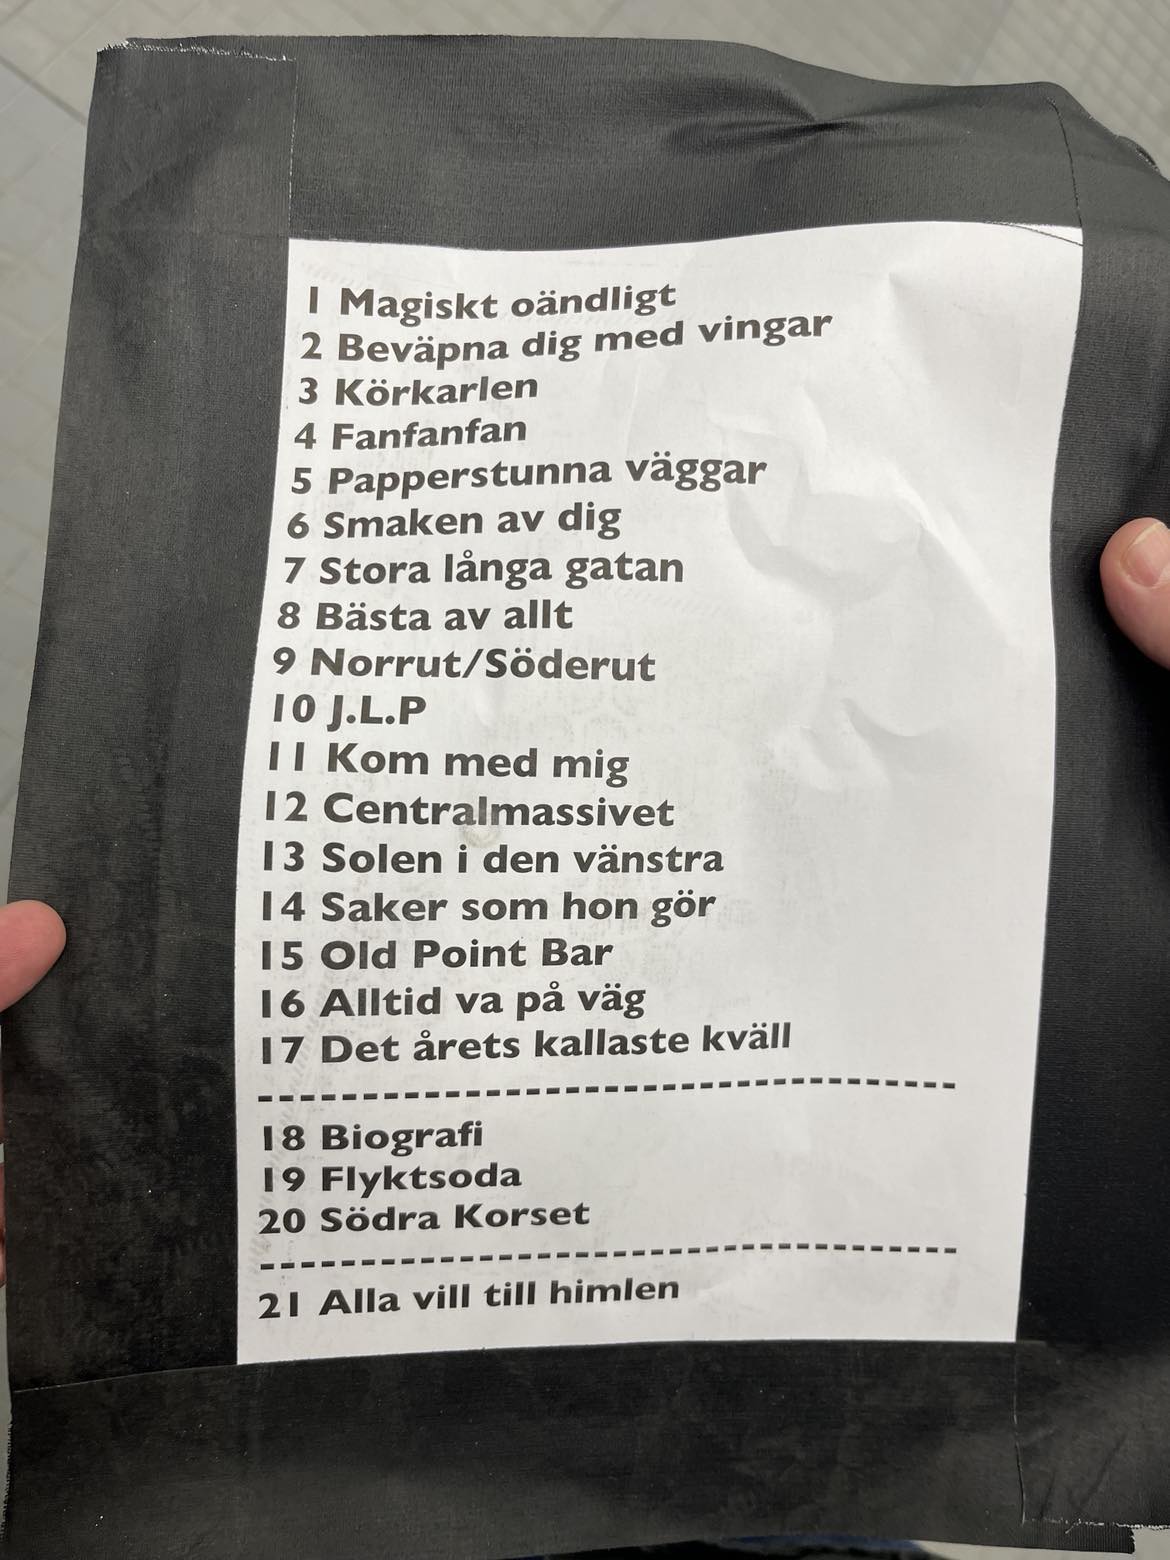 1 Magiskt oändligt
2 Beväpna dig med vingar
3 Körkarlen
4 Fanfanfan
5 Papperstunna väggar
6 Smaken av dig
7 Stora långa gatan
8 Bästa av allt
9 Norrut/Söderut
10 J.L.P
11 Kom med mig
12 Centralmassivet
13 Solen i den vänstra
14 Saker som hon gör
15 Old Point Bar
16 Alltid va på väg
17 Det årets kallaste kväll
--------------------------------
18 Biografi
19 Flyktsoda
20 Södra Korset
--------------------------------
21 Alla vill till himlen